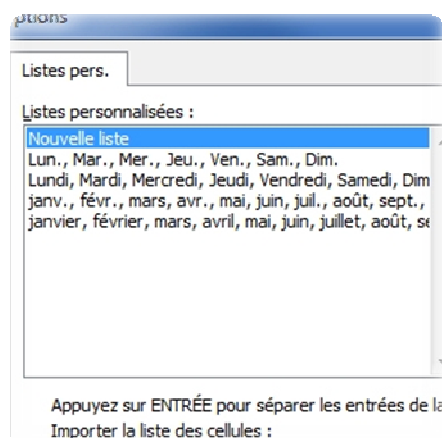 ptions
Listes pers.
Listes personnalisées :
Nouvelle liste
Lun., Mar., Mer., Jeu., Ven., Sam., Dim.
Lundi, Mardi, Mercredi, Jeudi, Vendredi, Samedi, Dim
janv., févr., mars, avr., mai, juin, juil., août, sept.,
janvier, février, mars, avril, mai, juin, juillet, août, se
Appuyez sur ENTRÉE pour séparer les entrées de la
Importer la liste des cellules :